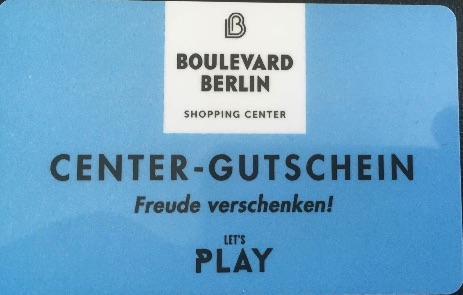 B
BOULEVARD
BERLIN
SHOPPING CENTER
CENTER-GUTSCHEIN
Freude verschenken!
LET'S
PLAY